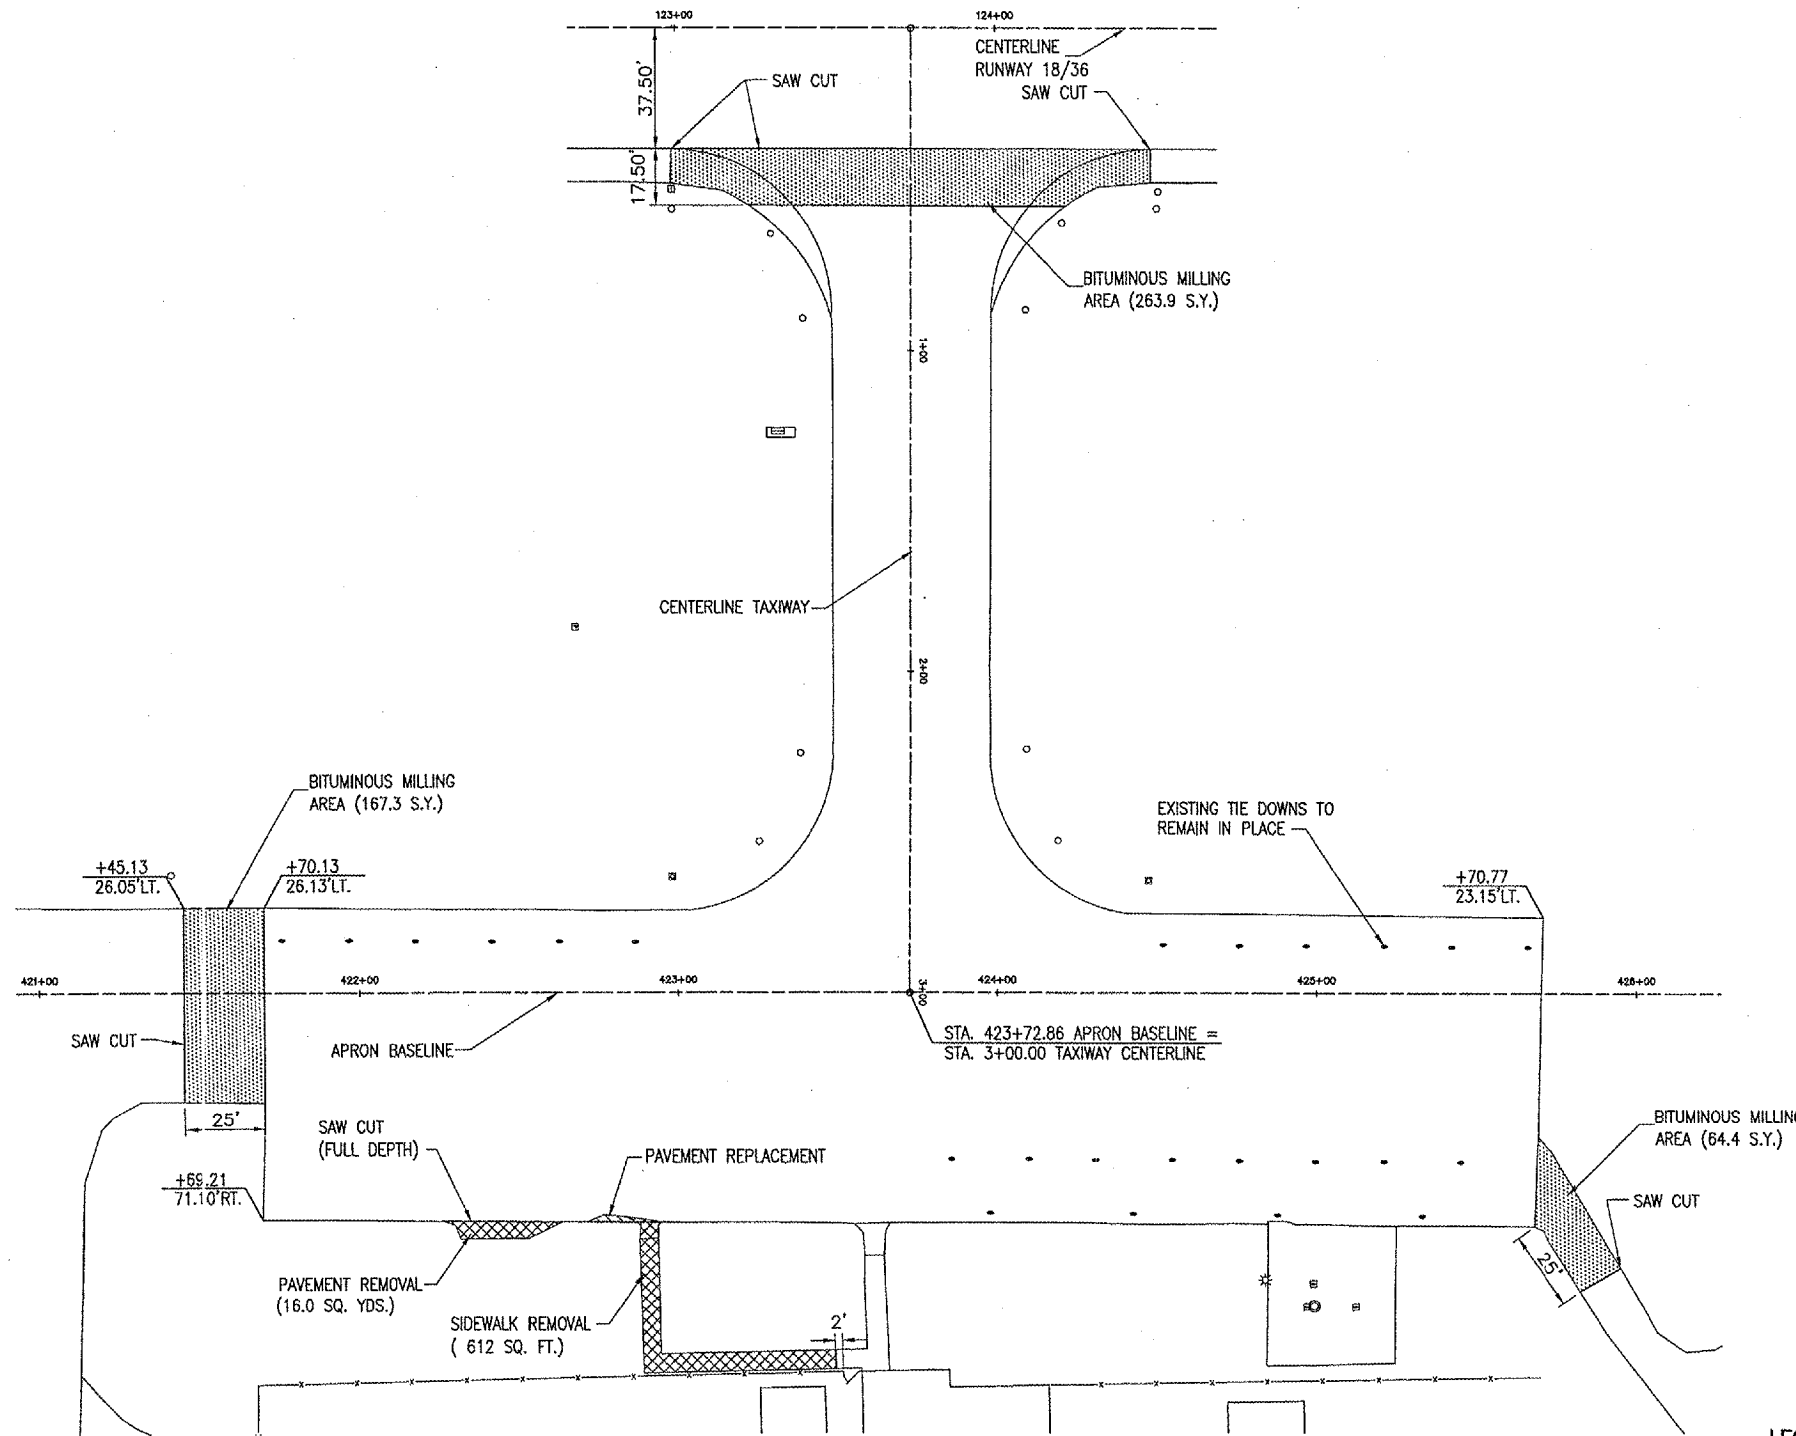 123+00
124+00
CENTERLINE
RUNWAY 18/36
37.50'
SAW CUT
SAW CUT
17.50'
BITUMINOUS MILLING
AREA (263.9 S.Y.)
1+00
CENTERLINE TAXIWAY
2+00
BITUMINOUS MILLING
AREA (167.3 S.Y.)
EXISTING TIE DOWNS TO
REMAIN IN PLACE
+45.13
26.05'LT.
+70.13
26.13'LT.
+70.77
23.15'LT.
421+00
422+00
423+00
3+00
424+00
425+00
426+00
SAW CUT
APRON BASELINE
STA. 423+72.86 APRON BASELINE =
STA. 3+00.00 TAXIWAY CENTERLINE
25'
SAW CUT
(FULL DEPTH)
PAVEMENT REPLACEMENT
BITUMINOUS MILLING
AREA (64.4 S.Y.)
+69.21
71.10'RT.
SAW CUT
25'
PAVEMENT REMOVAL
(16.0 SQ. YDS.)
SIDEWALK REMOVAL
( 612 SQ. FT.)
2'